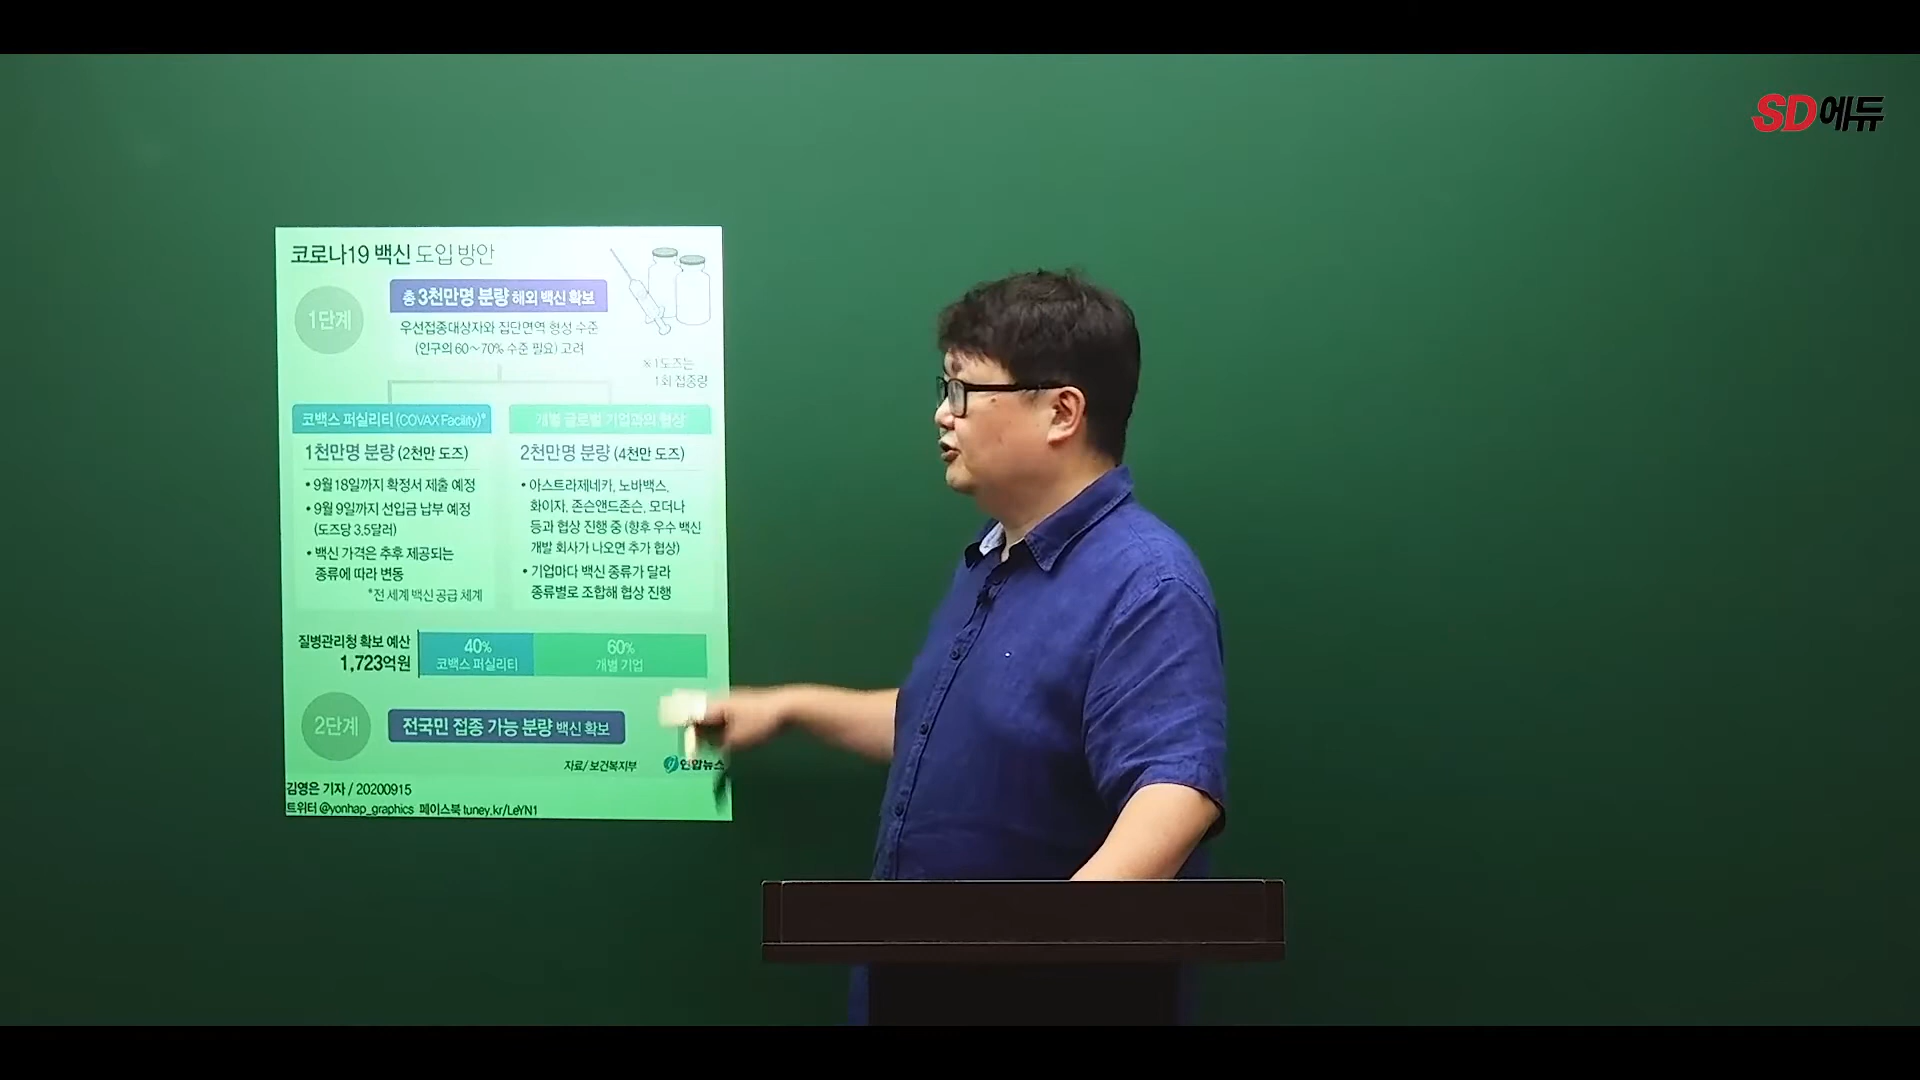 SD에듀
코로나19 백신 도입 방안
1단계
총 3천만명 분량 해외 백신 확보
우선접종대상자와 집단면역 형성 수준
(인구의 60~70% 수준 필요) 고려
※1도즈는
1회 접종량
코백스 퍼실리티 (COVAX Facility)*
1천만명 분량 (2천만 도즈)
• 9월 18일까지 확정서 제출 예정
• 9월 9일까지 선입금 납부 예정
(도즈당 3.5달러)
• 백신 가격은 추후 제공되는
종류에 따라 변동
*전 세계 백신 공급 체계
개별 글로벌 기업과의 협상
2천만명 분량 (4천만 도즈)
• 아스트라제네카, 노바백스,
화이자, 존슨앤드존슨, 모더나
등과 협상 진행 중 (향후 우수 백신
개발 회사가 나오면 추가 협상)
• 기업마다 백신 종류가 달라
종류별로 조합해 협상 진행
질병관리청 확보 예산
1,723억원
40%
코백스 퍼실리티
60%
개별 기업
2단계
전국민 접종 가능 분량 백신 확보
자료/ 보건복지부
연합뉴스
김영은 기자 / 20200915
트위터 @yonhap_graphics 페이스북 tuney.kr/LeYN1